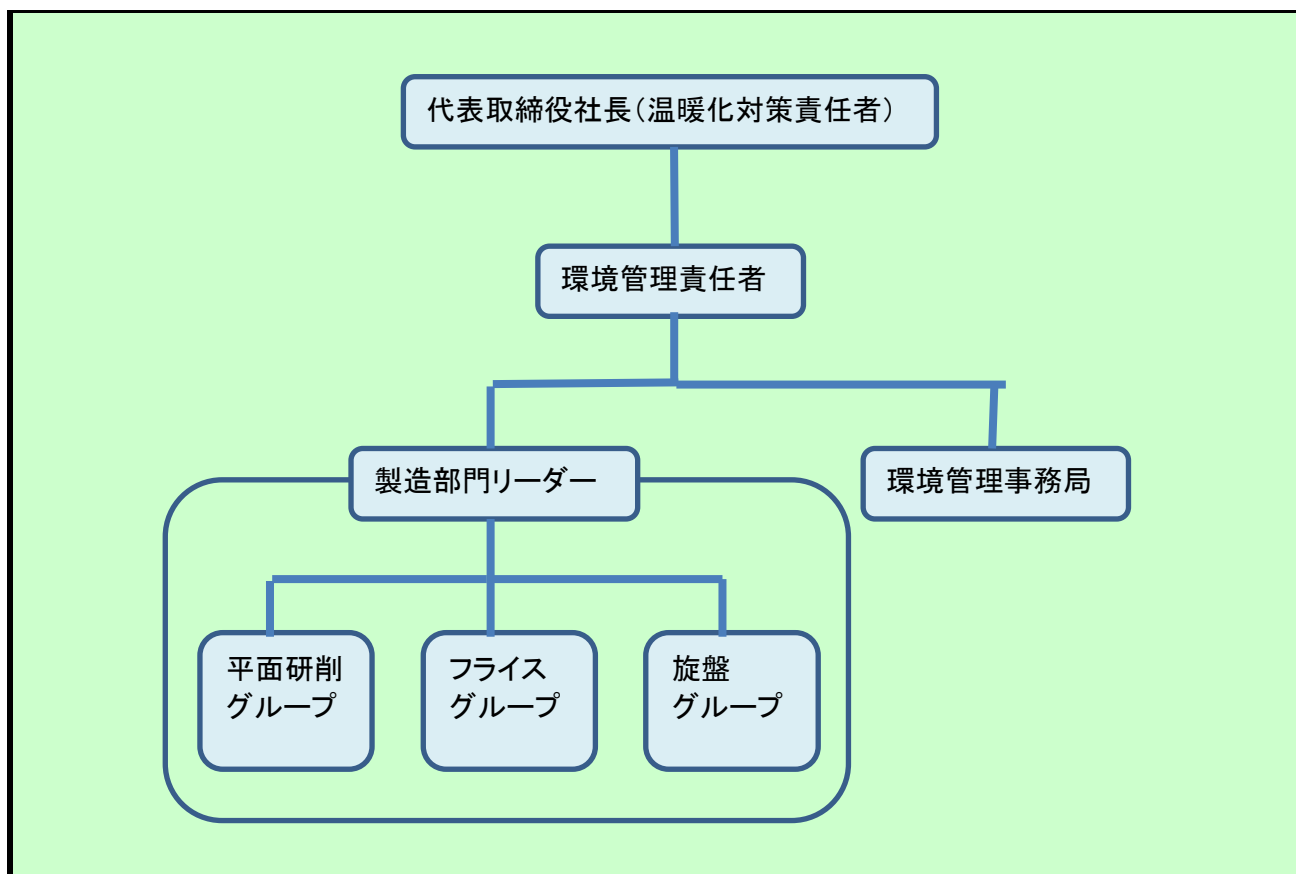 代表取締役社長（温暖化対策責任者）
環境管理責任者
製造部門リーダー
環境管理事務局
平面研削
グループ
フライス
グループ
旋盤
グループ